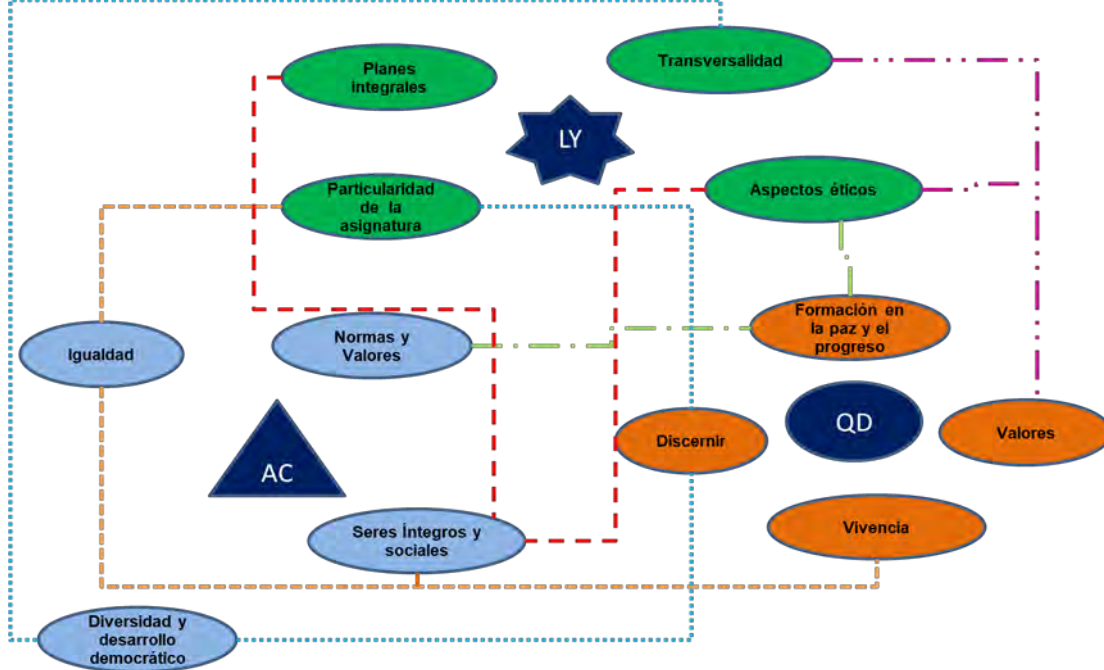 Transversalidad
Planes
integrales
LY
Particularidad
de la
asignatura
Aspectos éticos
Formación en
la paz y el
progreso
Normas y
Valores
Igualdad
QD
Discernir
Valores
AC
Vivencia
Seres Íntegros y
sociales
Diversidad y
desarrollo
democrático